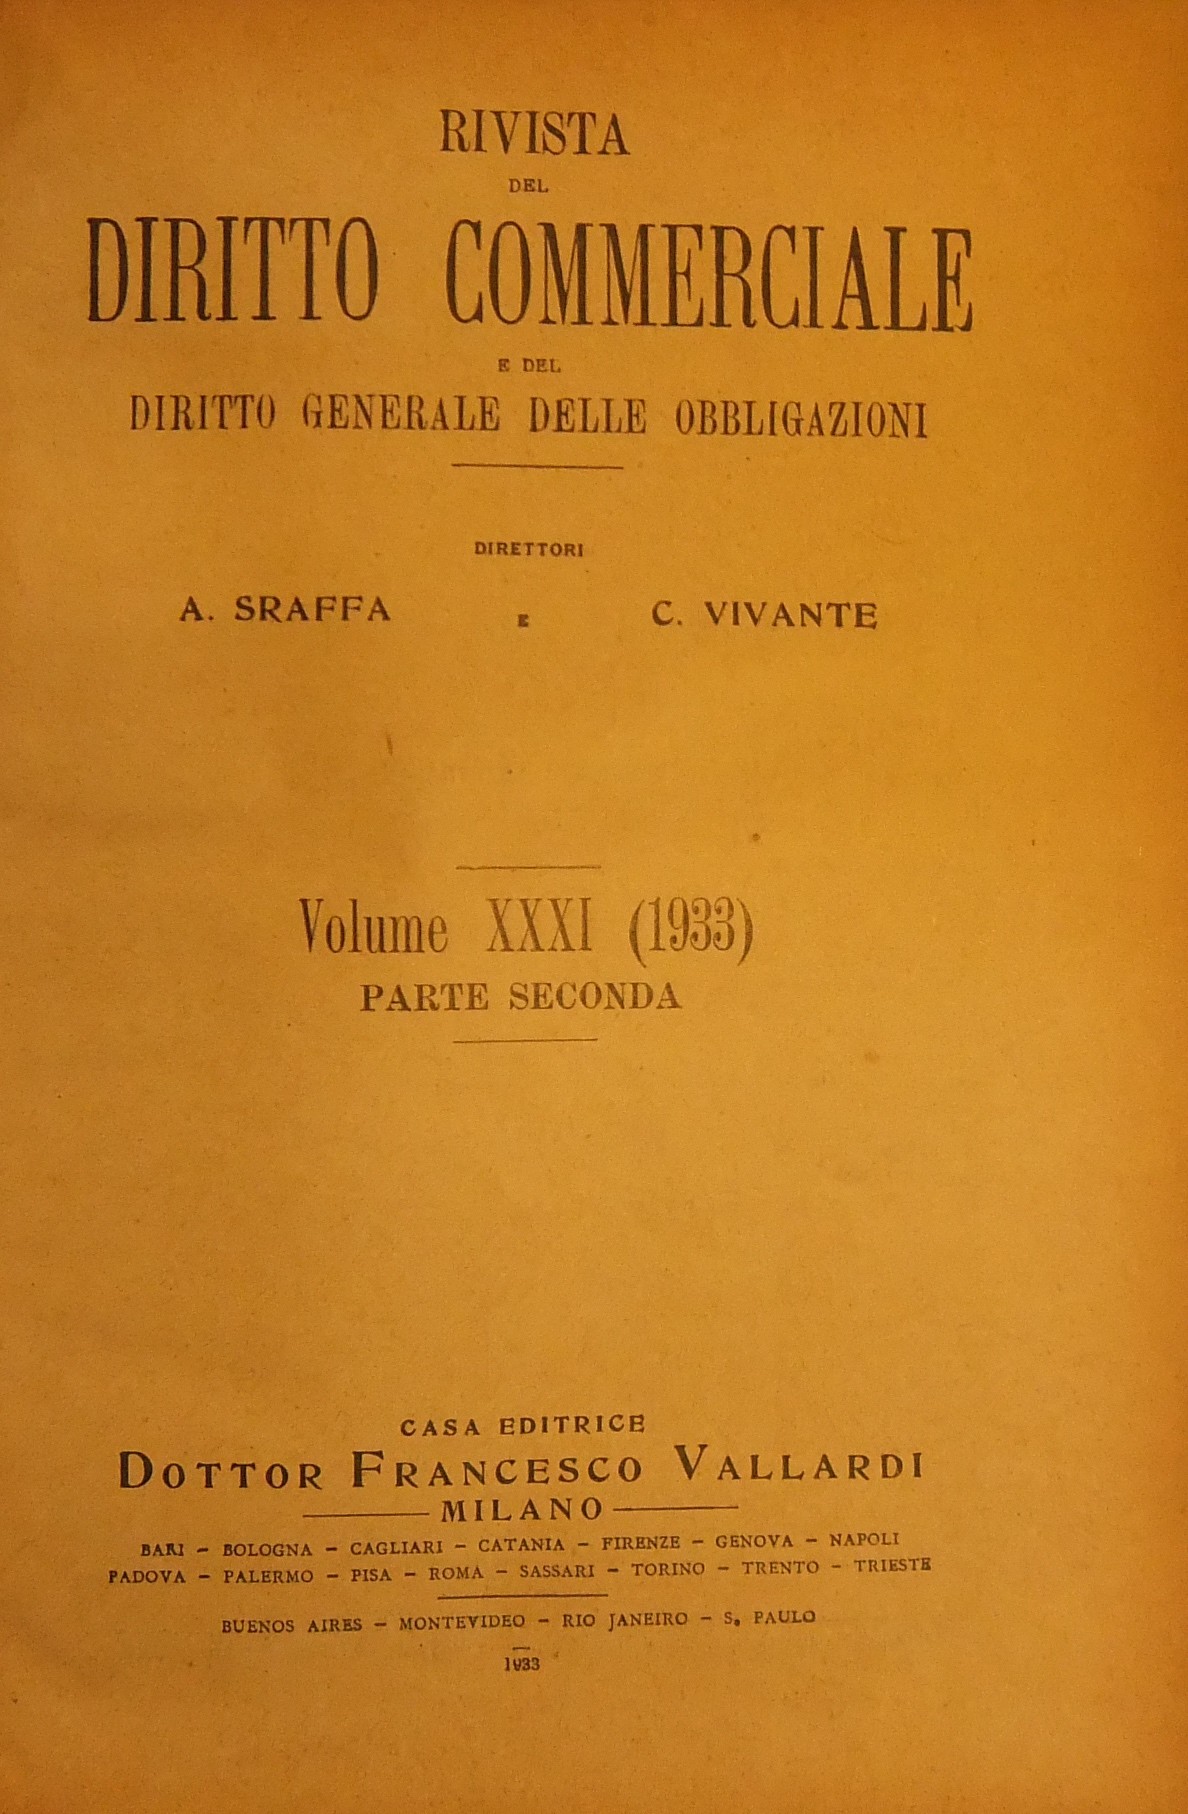 RIVISTA
DEL
DIRITTO COMMERCIALE
E DEL
DIRITTO GENERALE DELLE OBBLIGAZIONI
DIRETTORI
A. SRAFFA E C. VIVANTE
Volume XXXI (1933)
PARTE SECONDA
CASA EDITRICE
DOTTOR FRANCESCO VALLARDI
MILANO
BARI – BOLOGNA – CAGLIARI – CATANIA – FIRENZE – GENOVA – NAPOLI
PADOVA – PALERMO – PISA – ROMA – SASSARI – TORINO – TRENTO – TRIESTE
BUENOS AIRES – MONTEVIDEO – RIO JANEIRO – S. PAULO
1933